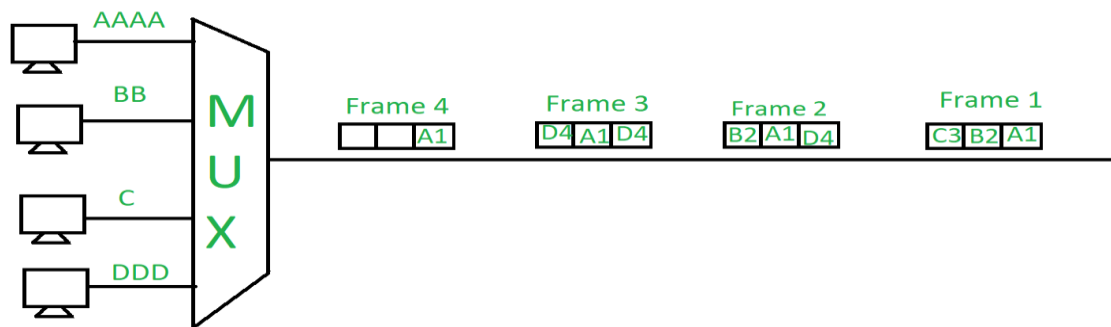 AAAA
BB
C
DDD
M
U
X
Frame 4
A1
Frame 3
D4 A1 D4
Frame 2
B2 A1 D4
Frame 1
C3 B2 A1